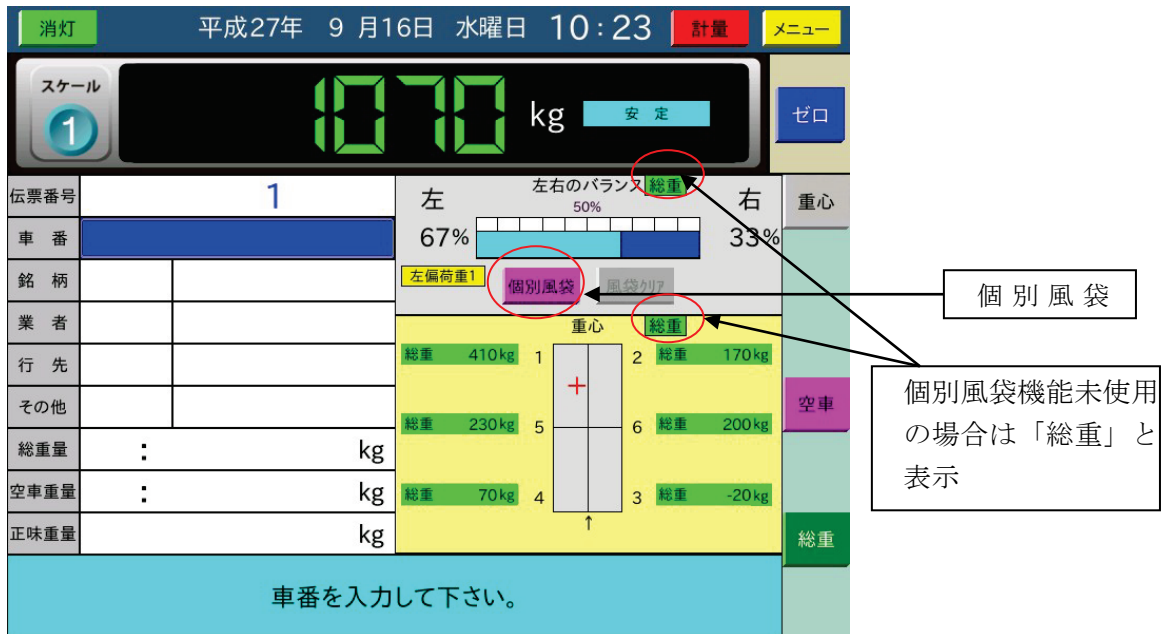 消灯 平成27年 9月16日 水曜日 10:23 計量 メニュー
スケール
1
1070 kg 安定
ゼロ
伝票番号 1
車番
銘柄
業者
行先
その他
総重量 : kg
空車重量 : kg
正味重量 kg
左右のバランス 総重
左 50% 右
67% 33%
左偏荷重1 個別風袋 風袋クリア
重心 総重
総重 410kg 1 2 総重 170kg
総重 230kg 5 6 総重 200kg
総重 70kg 4 3 総重 -20kg
↑
重心
空車
総重
車番を入力して下さい。
個別風袋
個別風袋機能未使用
の場合は「総重」と
表示